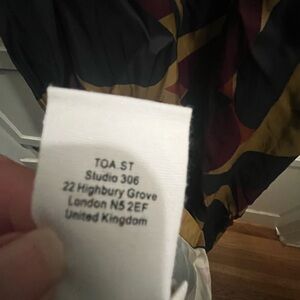 TOA.ST
Studio 306
22 Highbury Grove
London N5 2EF
United Kingdom